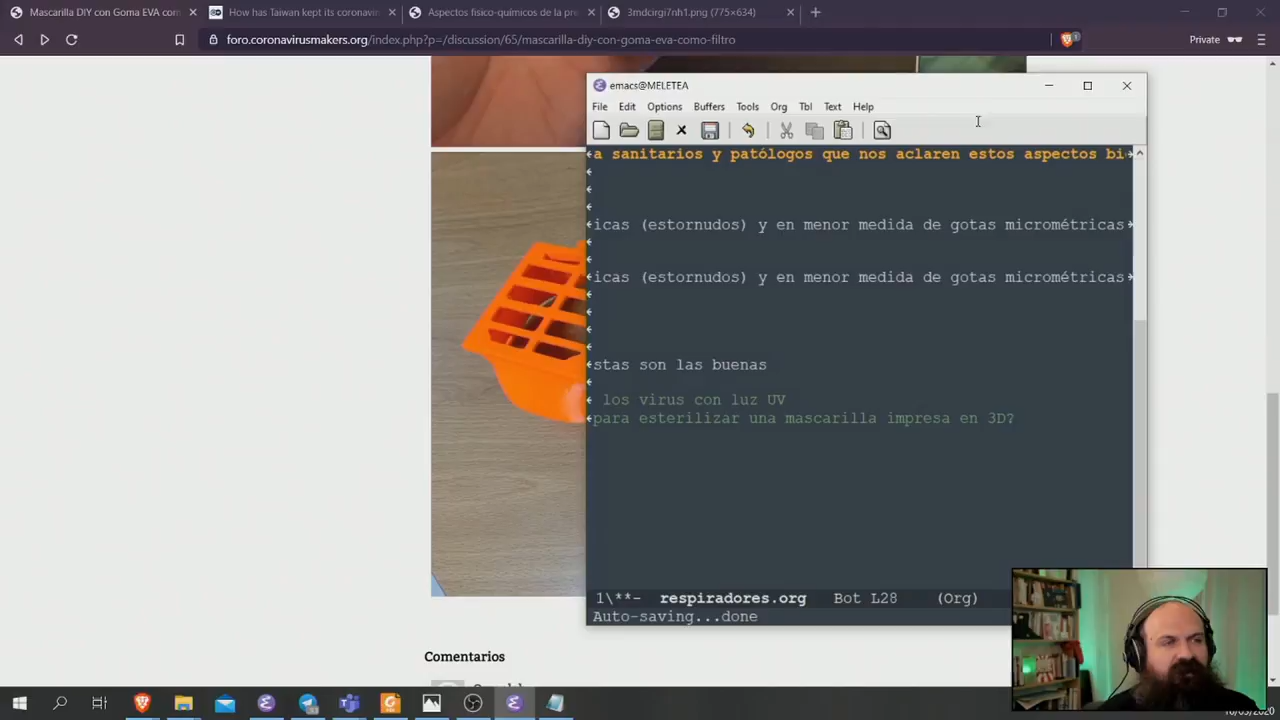 Mascarilla DIY con Goma EVA com
How has Taiwan kept its coronavir
Aspectos físico-químicos de la pre
3mdcirgi7nh1.png (775×634)
foro.coronavirusmakers.org/index.php?p=/discussion/65/mascarilla-diy-con-goma-eva-como-filtro
Private
emacs@MELETEA
File Edit Options Buffers Tools Org Tbl Text Help
a sanitarios y patólogos que nos aclaren estos aspectos bi
icas (estornudos) y en menor medida de gotas micrométricas
icas (estornudos) y en menor medida de gotas micrométricas
stas son las buenas
los virus con luz UV
para esterilizar una mascarilla impresa en 3D?
1\**- respiradores.org Bot L28 (Org)
Auto-saving...done
Comentarios